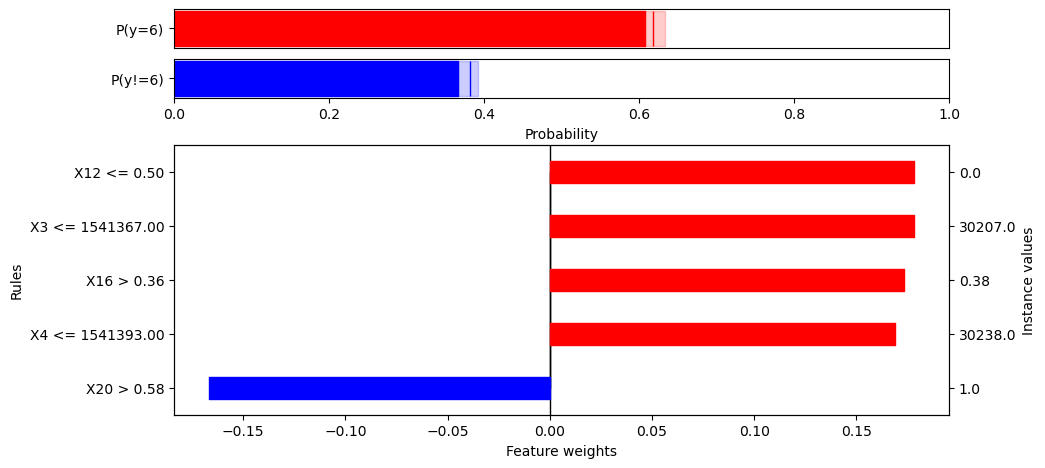 P(y=6)
P(y!=6)
0.0 0.2 0.4 0.6 0.8 1.0
Probability
X12 <= 0.50 0.0
X3 <= 1541367.00 30207.0
X16 > 0.36 0.38
X4 <= 1541393.00 30238.0
X20 > 0.58 1.0
Rules
Instance values
−0.15 −0.10 −0.05 0.00 0.05 0.10 0.15
Feature weights